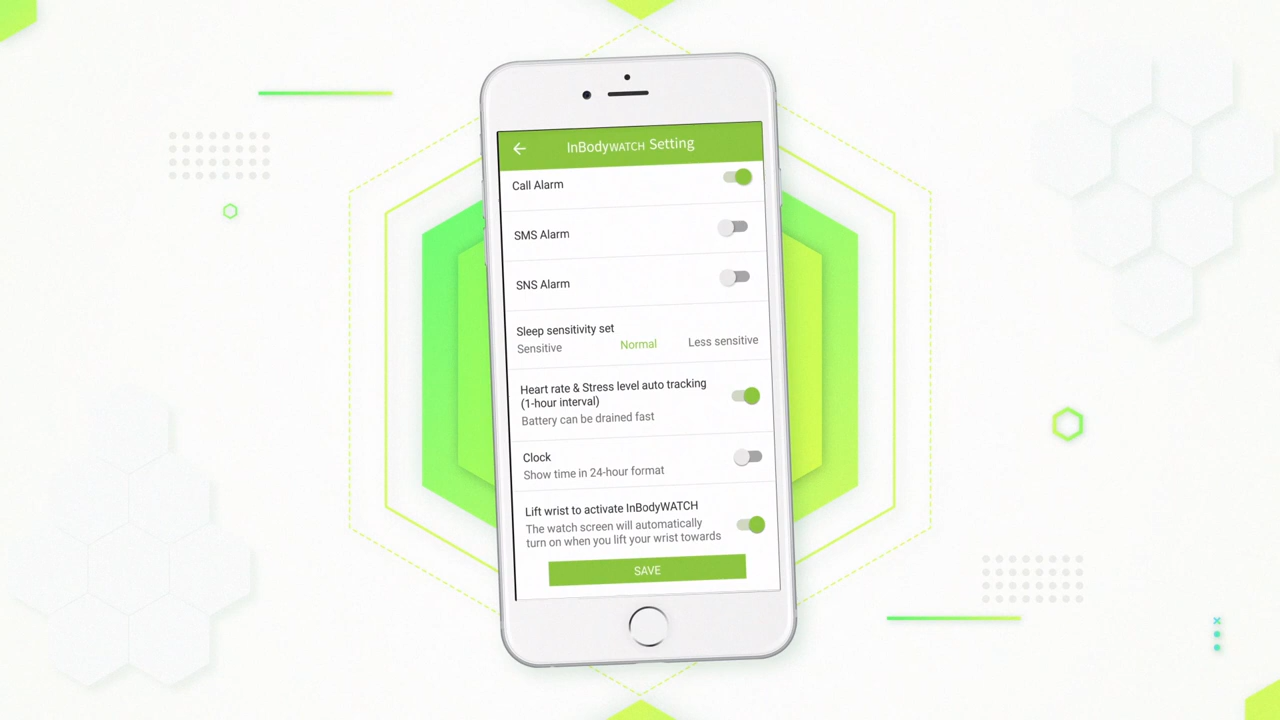 InBodyWATCH Setting
Call Alarm
SMS Alarm
SNS Alarm
Sleep sensitivity set
Sensitive Normal Less sensitive
Heart rate & Stress level auto tracking
(1-hour interval)
Battery can be drained fast
Clock
Show time in 24-hour format
Lift wrist to activate InBodyWATCH
The watch screen will automatically
turn on when you lift your wrist towards
SAVE